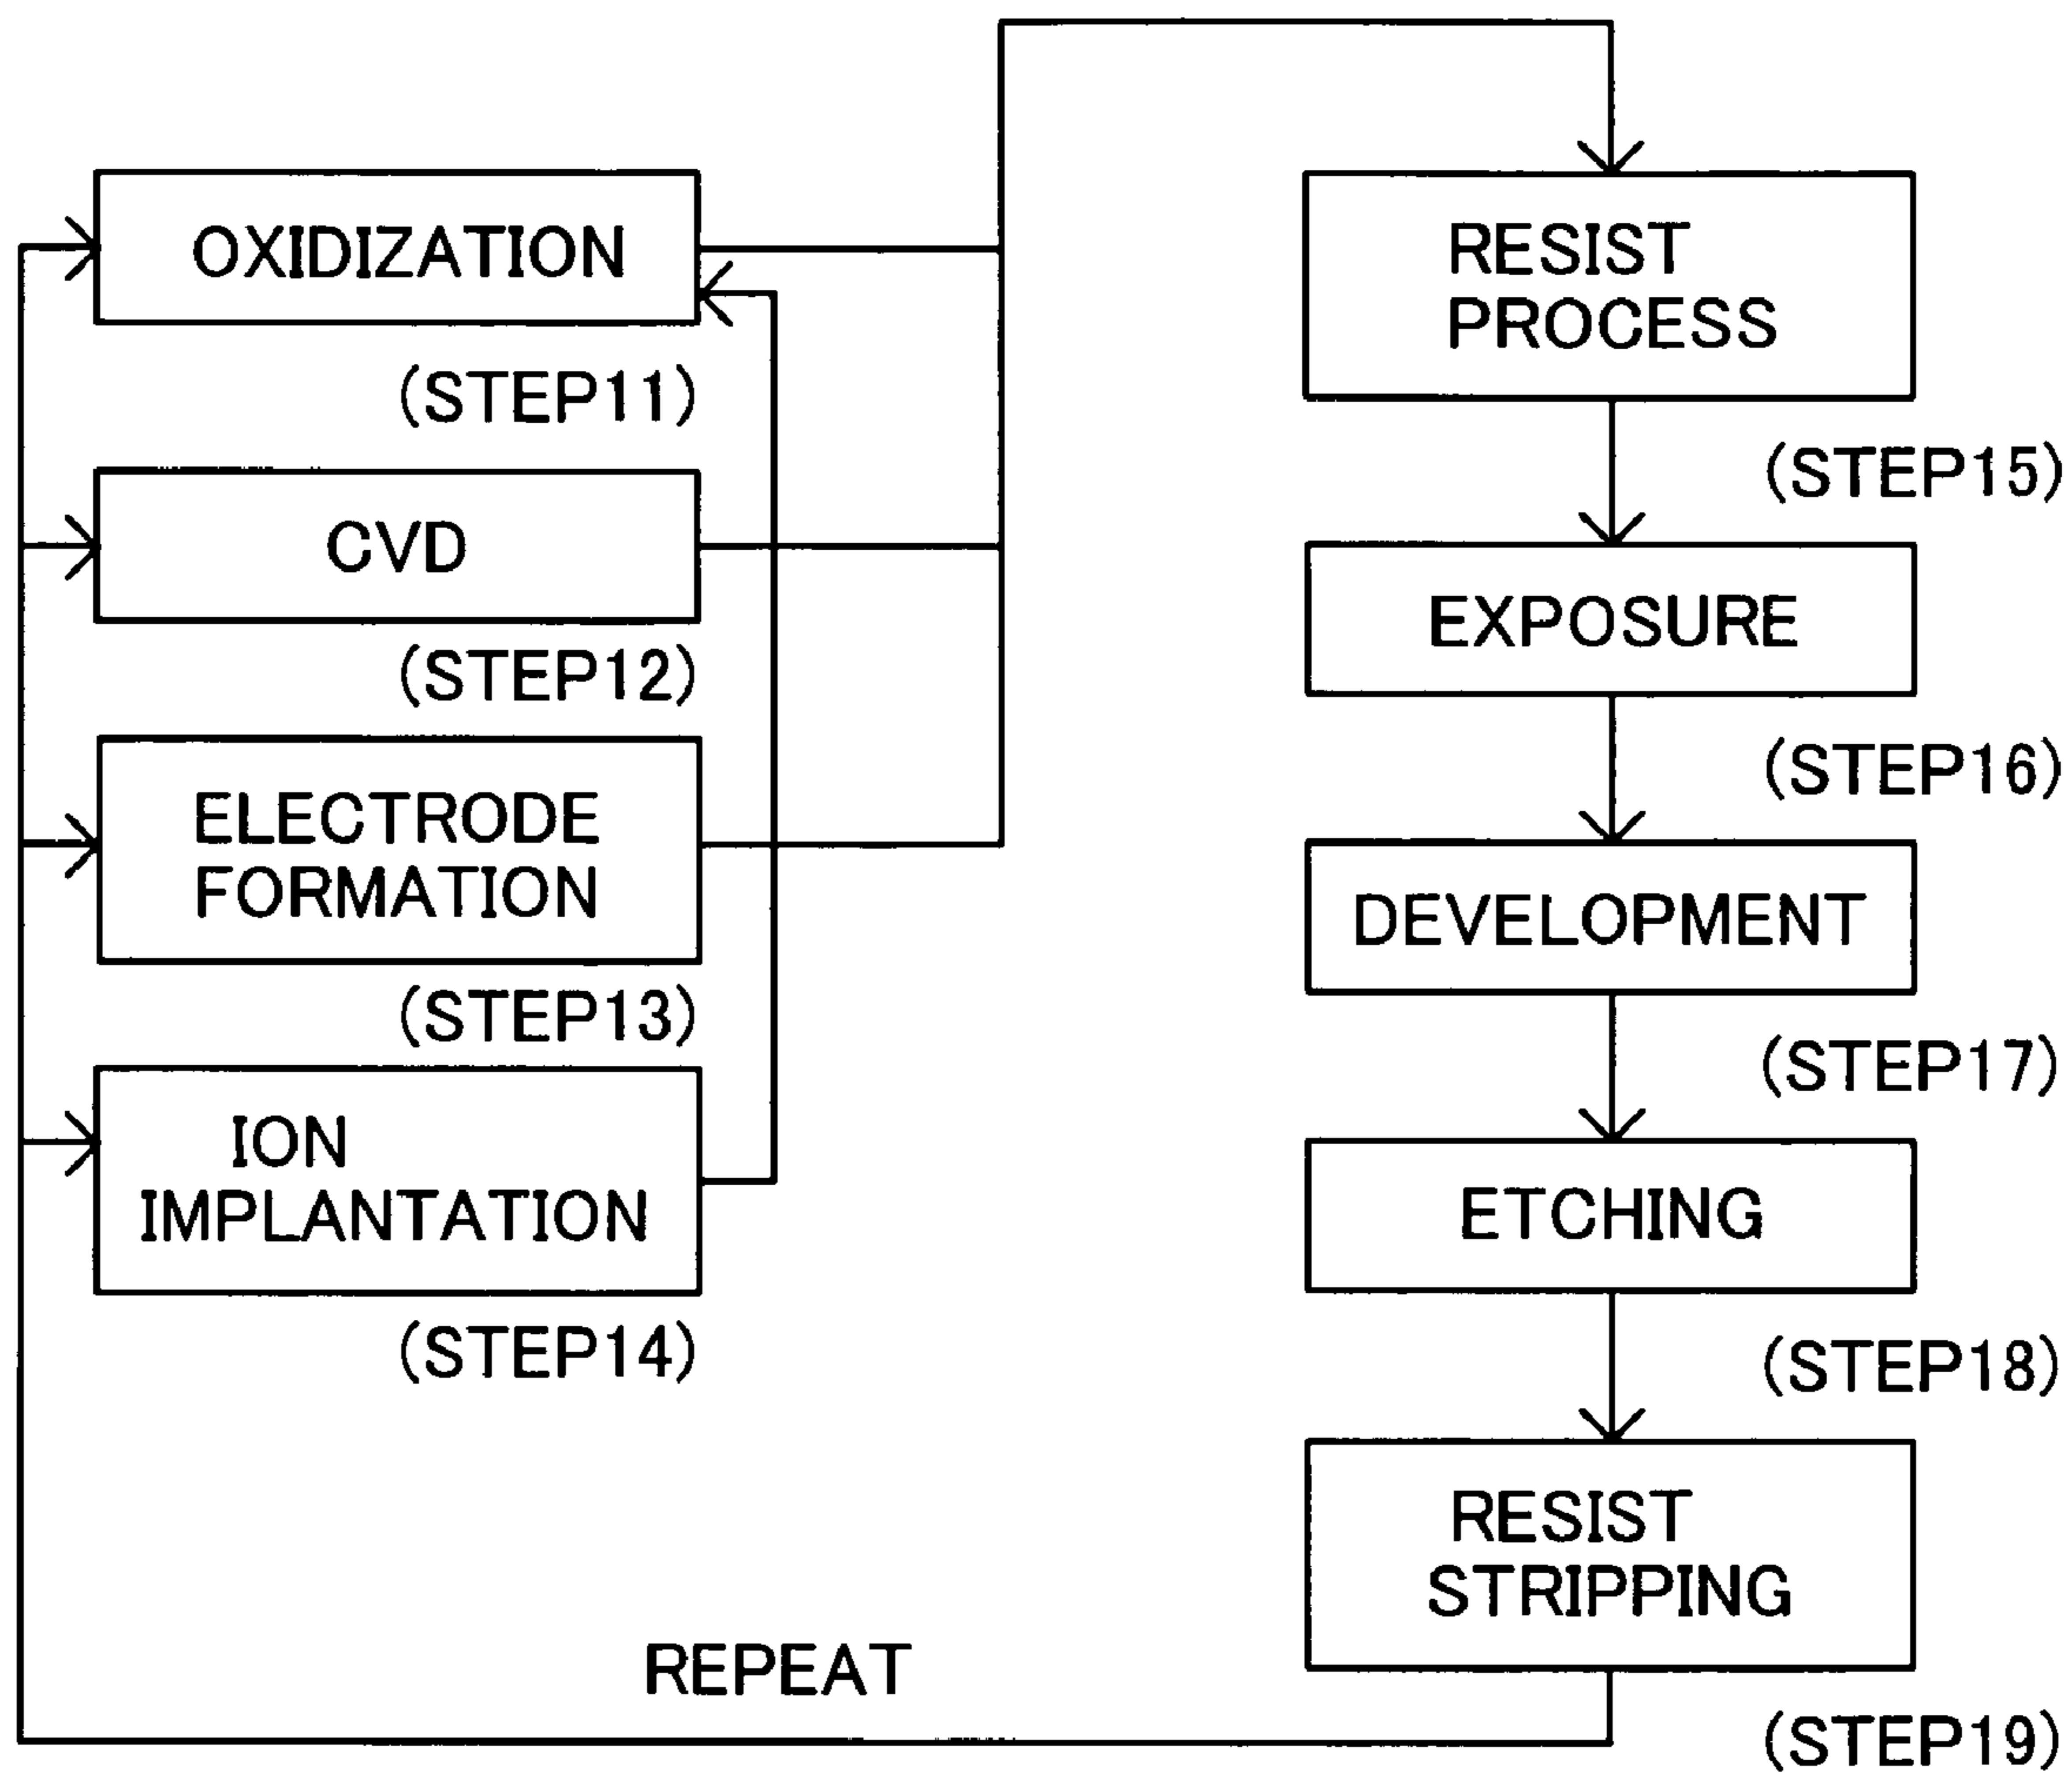 OXIDIZATION
(STEP11)
CVD
(STEP12)
ELECTRODE
FORMATION
(STEP13)
ION
IMPLANTATION
(STEP14)
RESIST
PROCESS
(STEP15)
EXPOSURE
(STEP16)
DEVELOPMENT
(STEP17)
ETCHING
(STEP18)
RESIST
STRIPPING
(STEP19)
REPEAT